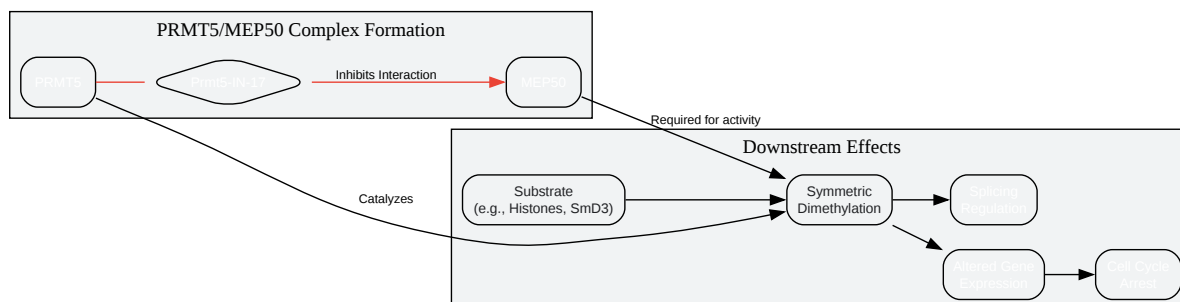 PRMT5/MEP50 Complex Formation
PRMT5
Prmt5-IN-17
Inhibits Interaction
MEP50
Required for activity
Downstream Effects
Catalyzes
Substrate
(e.g., Histones, SmD3)
Symmetric
Dimethylation
Splicing
Regulation
Altered Gene
Expression
Cell Cycle
Arrest